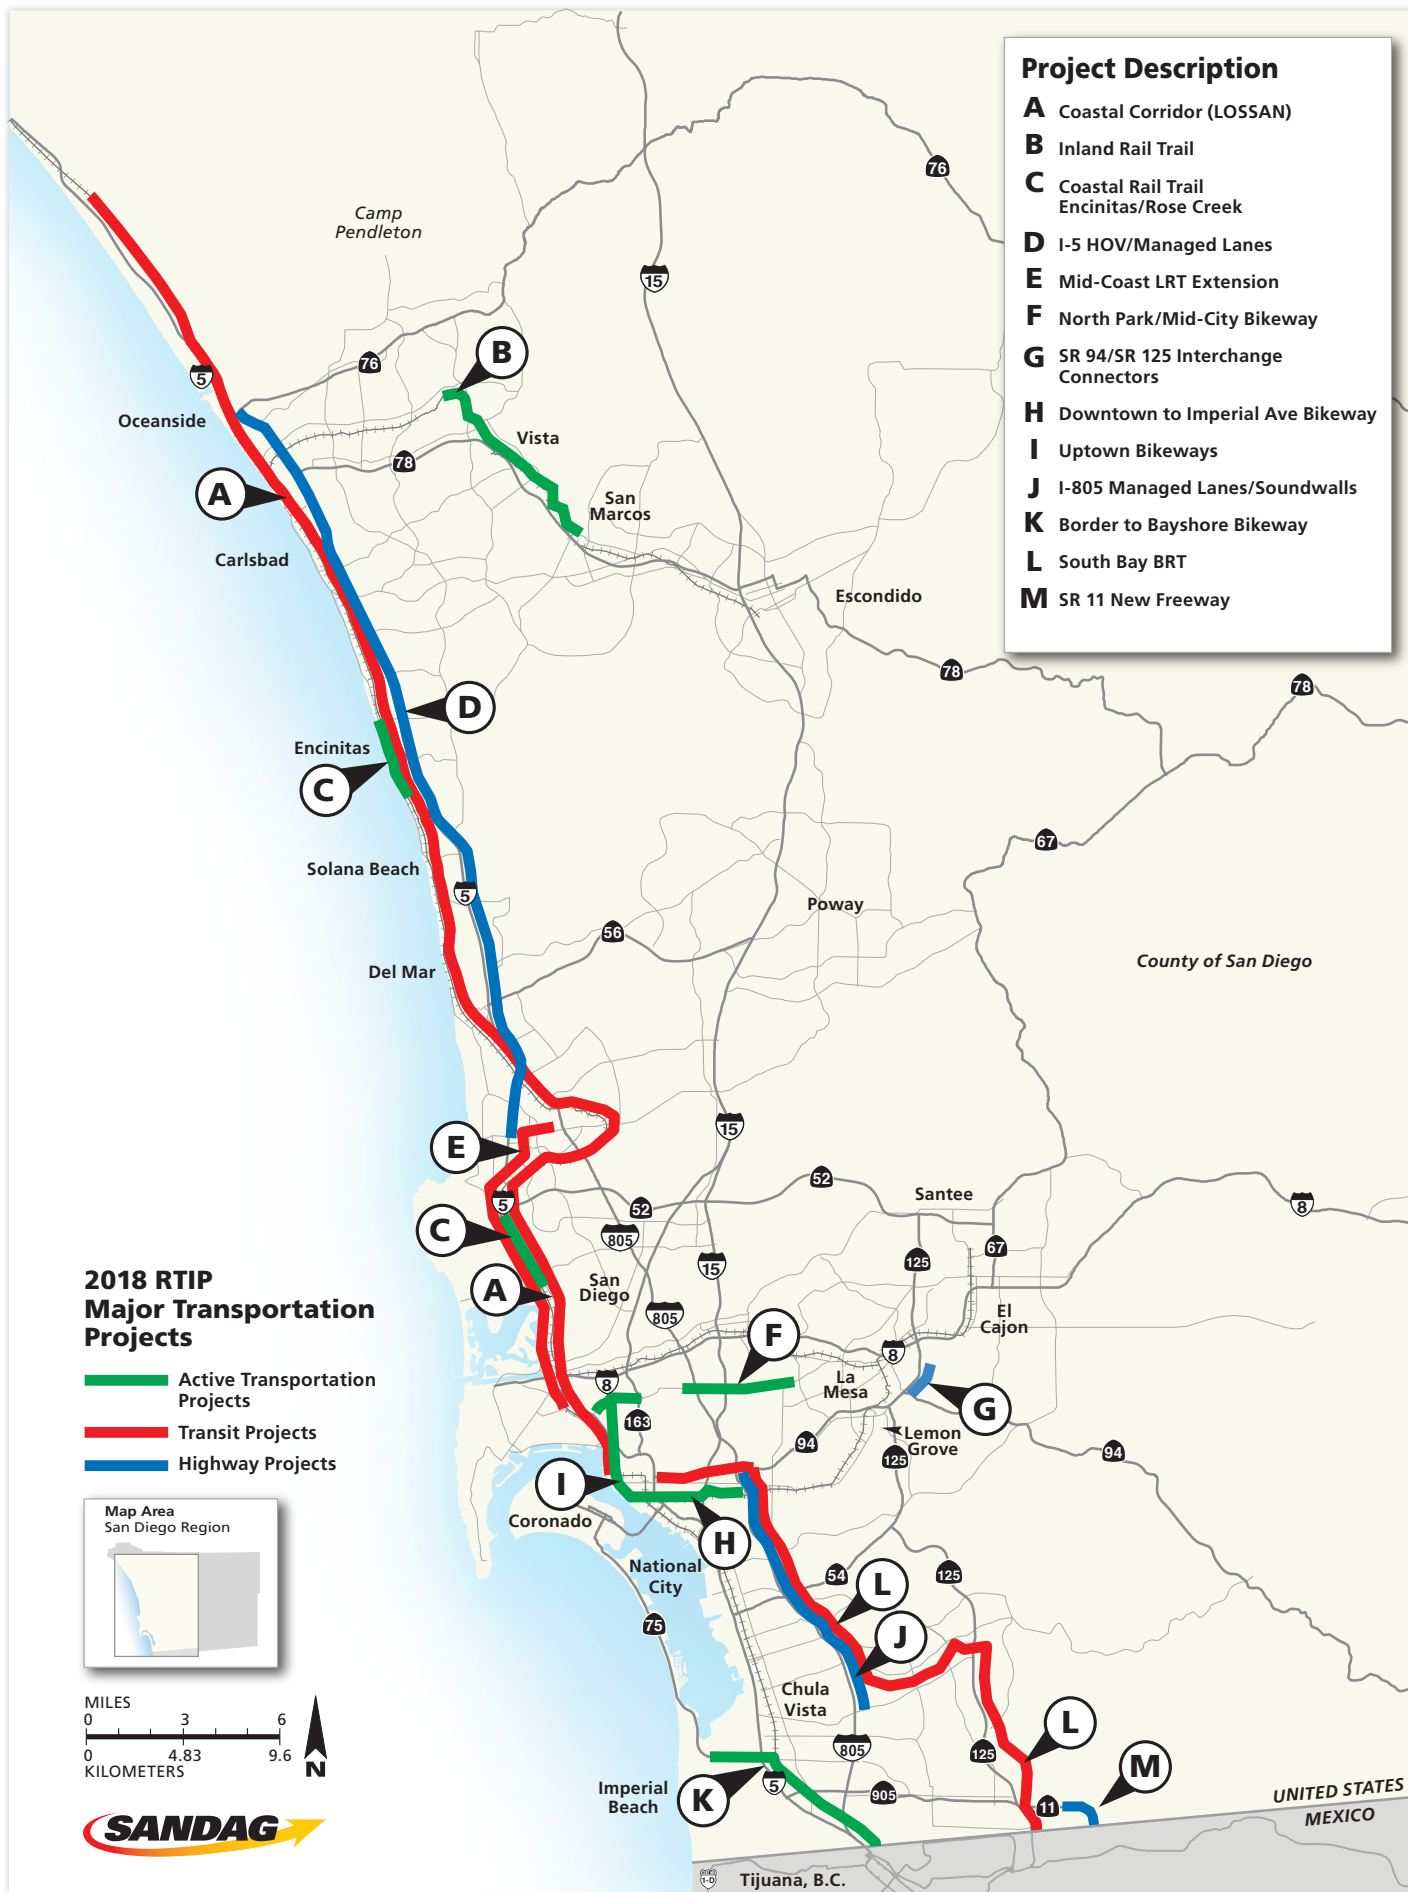 Project Description
A Coastal Corridor (LOSSAN)
B Inland Rail Trail
C Coastal Rail Trail
Encinitas/Rose Creek
D I-5 HOV/Managed Lanes
E Mid-Coast LRT Extension
F North Park/Mid-City Bikeway
G SR 94/SR 125 Interchange
Connectors
H Downtown to Imperial Ave Bikeway
I Uptown Bikeways
J I-805 Managed Lanes/Soundwalls
K Border to Bayshore Bikeway
L South Bay BRT
M SR 11 New Freeway
76
Camp
Pendleton
15
B
76
5
Oceanside
Vista
78
A
San
Marcos
Carlsbad
Escondido
78
78
D
Encinitas
C
67
Solana Beach
5
Poway
56
County of San Diego
Del Mar
15
E
52
Santee
5
52
8
C
805
67
125
15
San
Diego
A
805
El
Cajon
F
8
8
La
Mesa
G
163
94
Lemon
Grove
94
125
I
Coronado
H
National
City
54
125
L
75
J
Chula
Vista
L
805
125
M
Imperial
Beach
K
5
905
11
UNITED STATES
MEXICO
1-D
Tijuana, B.C.
2018 RTIP
Major Transportation
Projects
Active Transportation
Projects
Transit Projects
Highway Projects
Map Area
San Diego Region
MILES
0 3 6
0 4.83 9.6
KILOMETERS
N
SANDAG